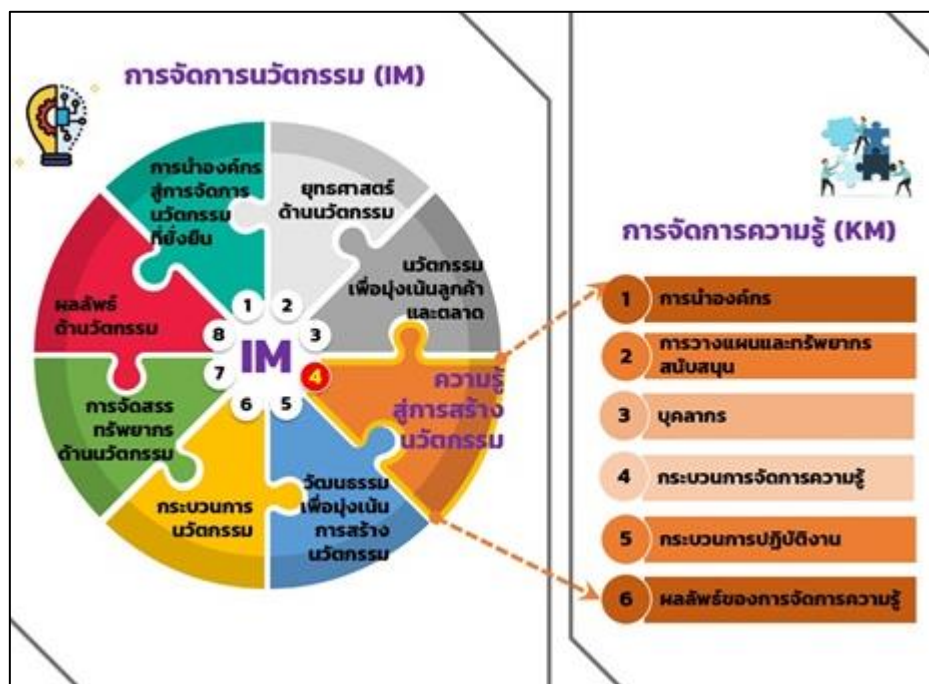 การจัดการนวัตกรรม (IM)
การนำองค์กร
สู่การจัดการ
นวัตกรรม
ที่ยั่งยืน
ยุทธศาสตร์
ด้านนวัตกรรม
นวัตกรรม
เพื่อมุ่งเน้นลูกค้า
และตลาด
ความรู้
สู่การสร้าง
นวัตกรรม
วัฒนธรรม
เพื่อมุ่งเน้น
การสร้าง
นวัตกรรม
กระบวนการ
นวัตกรรม
การจัดสรร
ทรัพยากร
ด้านนวัตกรรม
ผลลัพธ์
ด้านนวัตกรรม
1 2
8 3
IM
7 4
6 5
การจัดการความรู้ (KM)
1 การนำองค์กร
2 การวางแผนและทรัพยากร
สนับสนุน
3 บุคลากร
4 กระบวนการจัดการความรู้
5 กระบวนการปฏิบัติงาน
6 ผลลัพธ์ของการจัดการความรู้